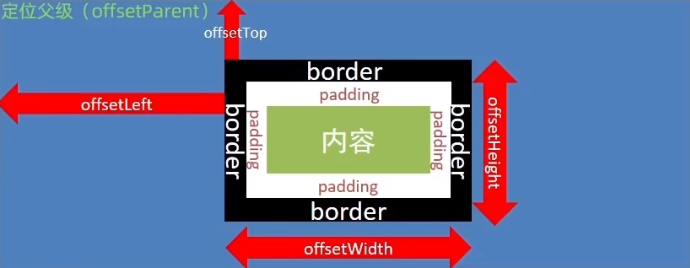 定位父级（offsetParent）
offsetTop
border
padding
offsetLeft
border
padding
内容
padding
border
offsetHeight
padding
border
offsetWidth